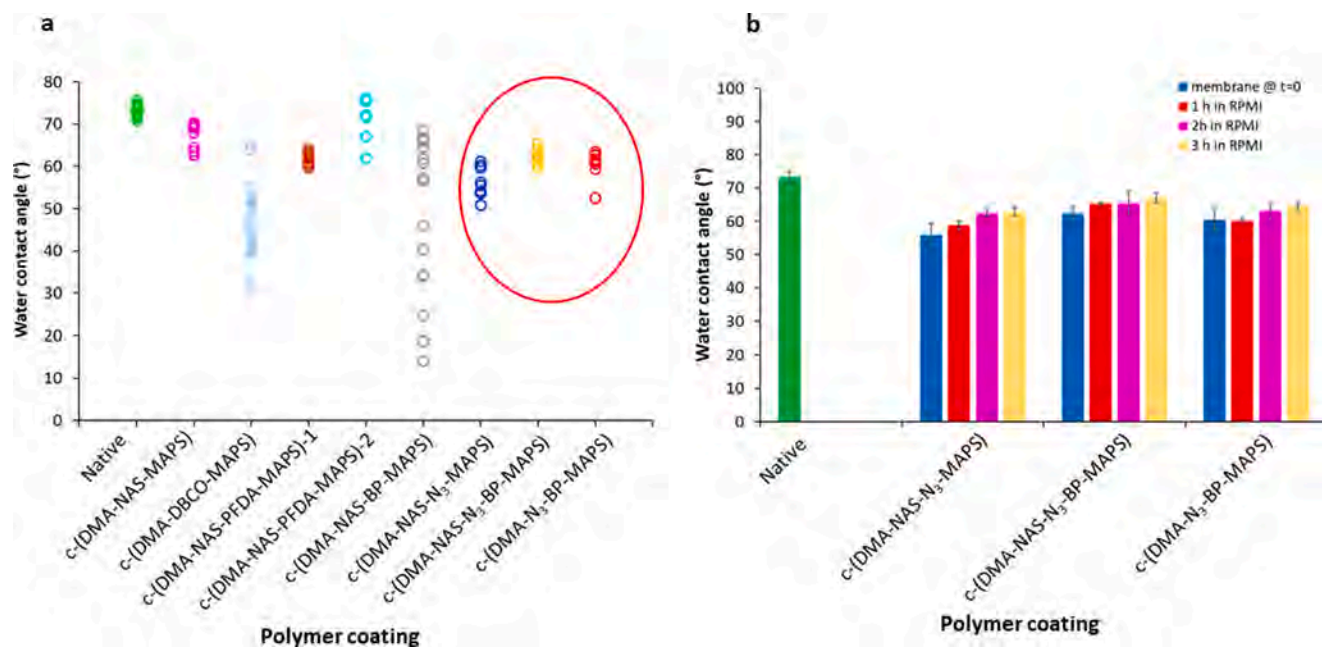 a
Water contact angle (°)
80
70
60
50
40
30
20
10
0
Native
c-(DMA-NAS-MAPS)
c-(DMA-DBCO-MAPS)
c-(DMA-NAS-PFDA-MAPS)-1
c-(DMA-NAS-PFDA-MAPS)-2
c-(DMA-NAS-BP-MAPS)
c-(DMA-NAS-N₃-MAPS)
c-(DMA-NAS-N₃-BP-MAPS)
c-(DMA-N₃-BP-MAPS)
Polymer coating
b
Water contact angle (°)
100
90
80
70
60
50
40
30
20
10
0
membrane @ t=0
1 h in RPMI
2h in RPMI
3 h in RPMI
Native
c-(DMA-NAS-N₃-MAPS)
c-(DMA-NAS-N₃-BP-MAPS)
c-(DMA-N₃-BP-MAPS)
Polymer coating